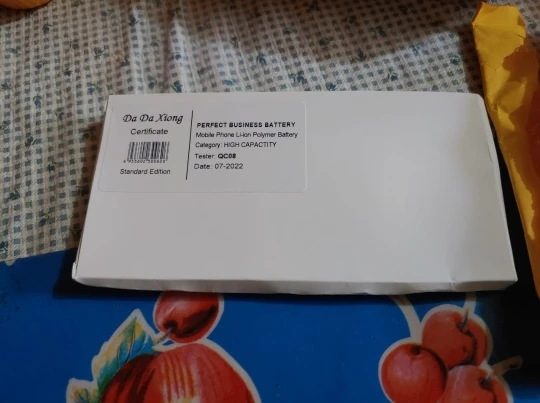 Da Da Xiong
Certificate
Standard Edition
PERFECT BUSINESS BATTERY
Mobile Phone Li-ion Polymer Battery
Category: HIGH CAPACTITY
Tester: QC08
Date: 07-2022